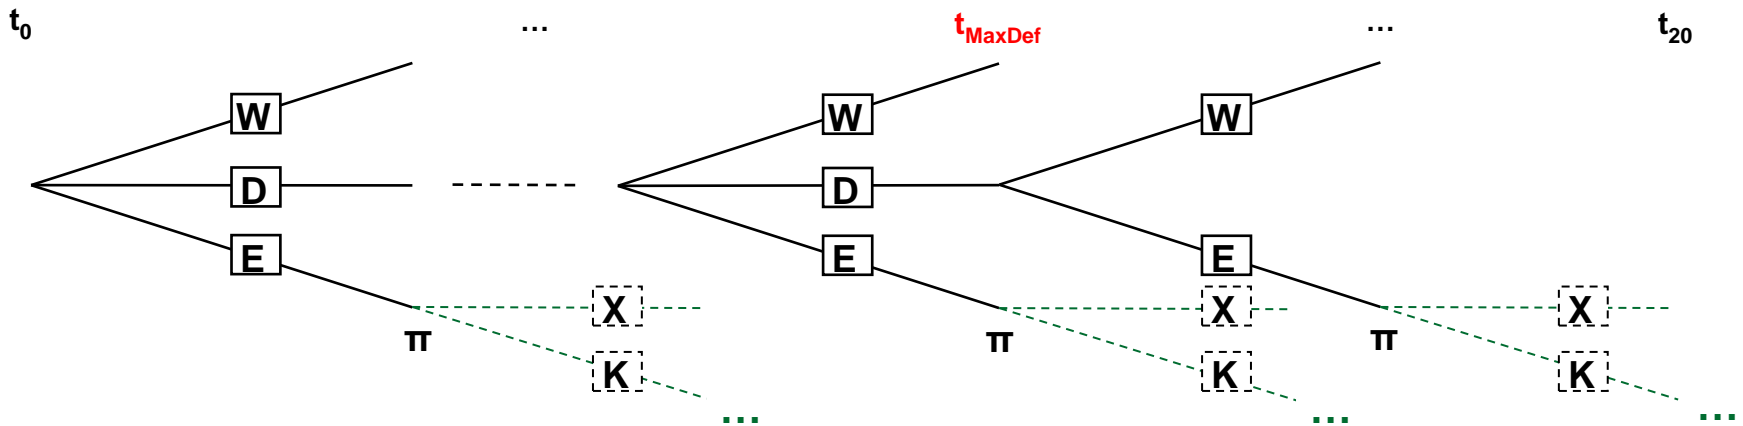 t0 ... tMaxDef ... t20
W W W
D D
E E E
X X X
π π π
K K K
... ... ...